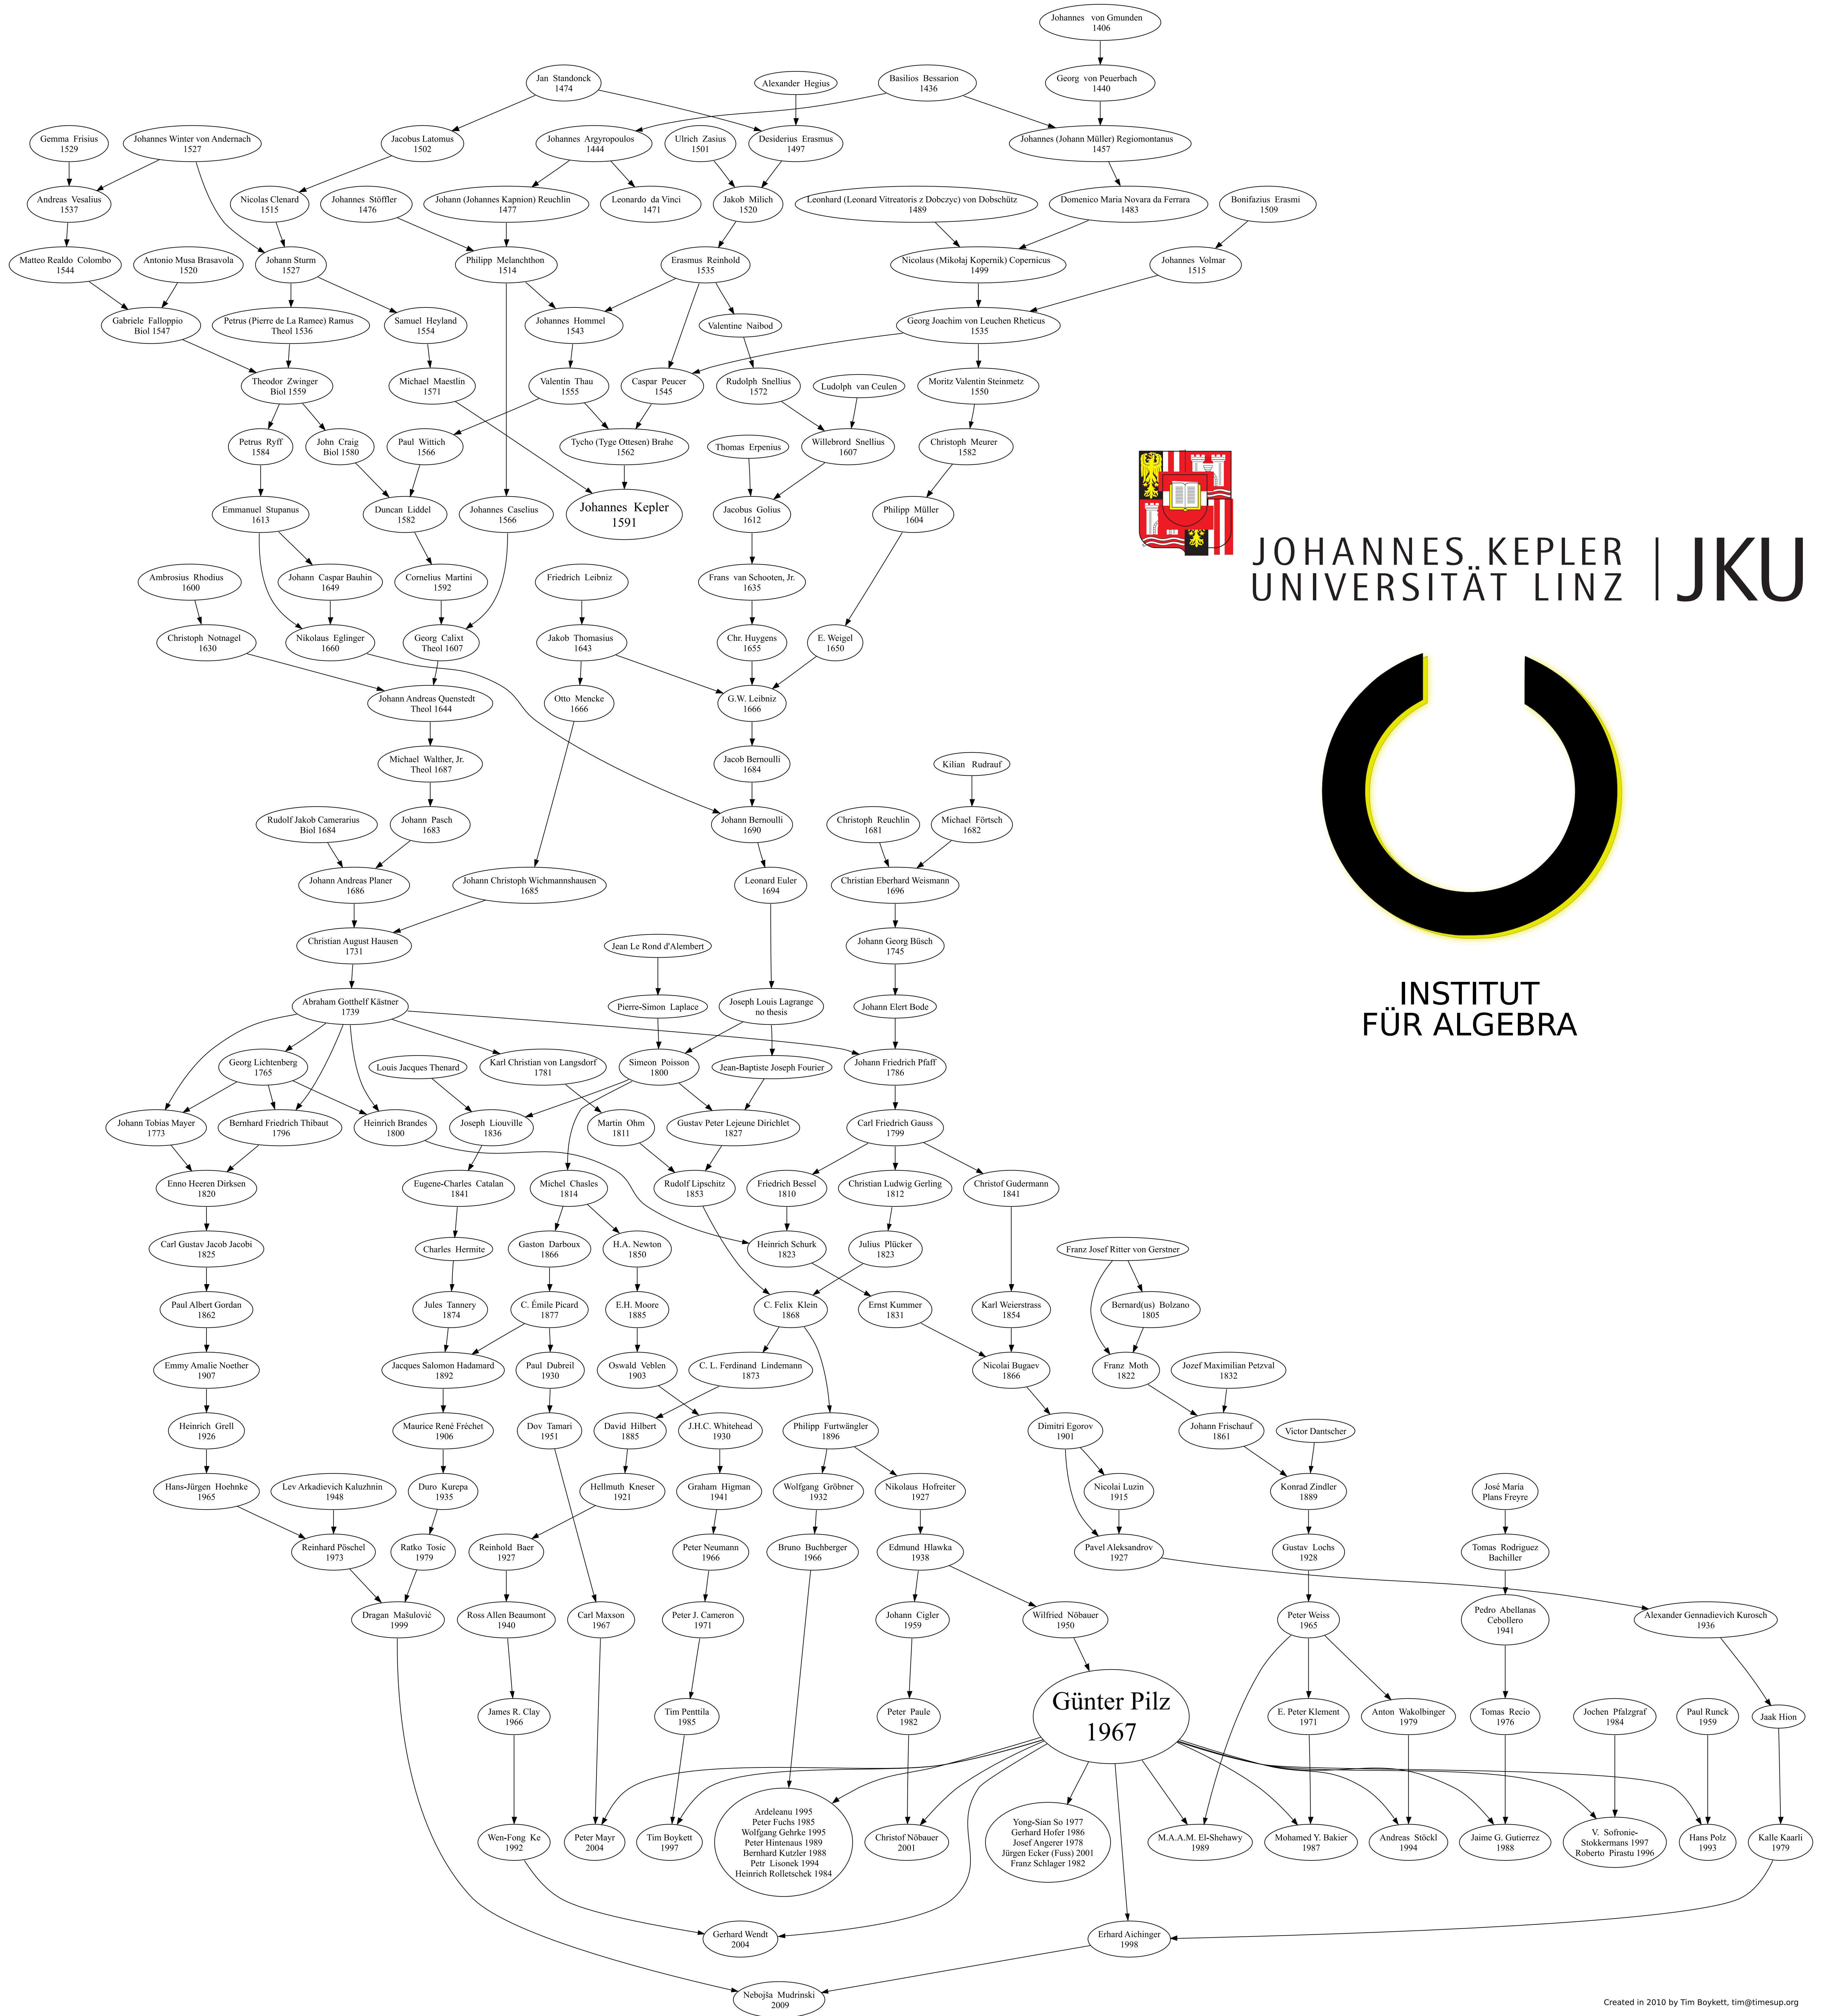 Johannes von Gmunden
1406
Jan Standonck
1474
Alexander Hegius
Basilios Bessarion
1436
Georg von Peuerbach
1440
Gemma Frisius
1529
Johannes Winter von Andernach
1527
Jacobus Latomus
1502
Johannes Argyropoulos
1444
Ulrich Zasius
1501
Desiderius Erasmus
1497
Johannes (Johann Müller) Regiomontanus
1457
Andreas Vesalius
1537
Nicolas Clenard
1515
Johannes Stöffler
1476
Johann (Johannes Kapnion) Reuchlin
1477
Leonardo da Vinci
1471
Jakob Milich
1520
Leonhard (Leonard Vitreatoris z Dobczyc) von Dobschütz
1489
Domenico Maria Novara da Ferrara
1483
Bonifazius Erasmi
1509
Matteo Realdo Colombo
1544
Antonio Musa Brasavola
1520
Johann Sturm
1527
Philipp Melanchthon
1514
Erasmus Reinhold
1535
Nicolaus (Mikołaj Kopernik) Copernicus
1499
Johannes Volmar
1515
Gabriele Falloppio
Biol 1547
Petrus (Pierre de La Ramee) Ramus
Theol 1536
Samuel Heyland
1554
Johannes Hommel
1543
Valentine Naibod
Georg Joachim von Leuchen Rheticus
1535
Theodor Zwinger
Biol 1559
Michael Maestlin
1571
Valentin Thau
1555
Caspar Peucer
1545
Rudolph Snellius
1572
Ludolph van Ceulen
Moritz Valentin Steinmetz
1550
Petrus Ryff
1584
John Craig
Biol 1580
Paul Wittich
1566
Tycho (Tyge Ottesen) Brahe
1562
Thomas Erpenius
Willebrord Snellius
1607
Christoph Meurer
1582
Emmanuel Stupanus
1613
Duncan Liddel
1582
Johannes Caselius
1566
Johannes Kepler
1591
Jacobus Golius
1612
Philipp Müller
1604
JOHANNES KEPLER
UNIVERSITÄT LINZ
JKU
Ambrosius Rhodius
1600
Johann Caspar Bauhin
1649
Cornelius Martini
1592
Friedrich Leibniz
Frans van Schooten, Jr.
1635
Christoph Notnagel
1630
Nikolaus Eglinger
1660
Georg Calixt
Theol 1607
Jakob Thomasius
1643
Chr. Huygens
1655
E. Weigel
1650
Johann Andreas Quenstedt
Theol 1644
Otto Mencke
1666
G.W. Leibniz
1666
Michael Walther, Jr.
Theol 1687
Jacob Bernoulli
1684
Kilian Rudrauf
Rudolf Jakob Camerarius
Biol 1684
Johann Pasch
1683
Johann Bernoulli
1690
Christoph Reuchlin
1681
Michael Förtsch
1682
Johann Andreas Planer
1686
Johann Christoph Wichmannshausen
1685
Leonard Euler
1694
Christian Eberhard Weismann
1696
Christian August Hausen
1731
Jean Le Rond d'Alembert
Johann Georg Büsch
1745
INSTITUT
FÜR ALGEBRA
Abraham Gotthelf Kästner
1739
Pierre-Simon Laplace
Joseph Louis Lagrange
no thesis
Johann Elert Bode
Georg Lichtenberg
1765
Louis Jacques Thenard
Karl Christian von Langsdorf
1781
Simeon Poisson
1800
Jean-Baptiste Joseph Fourier
Johann Friedrich Pfaff
1786
Johann Tobias Mayer
1773
Bernhard Friedrich Thibaut
1796
Heinrich Brandes
1800
Joseph Liouville
1836
Martin Ohm
1811
Gustav Peter Lejeune Dirichlet
1827
Carl Friedrich Gauss
1799
Enno Heeren Dirksen
1820
Eugene-Charles Catalan
1841
Michel Chasles
1814
Rudolf Lipschitz
1853
Friedrich Bessel
1810
Christian Ludwig Gerling
1812
Christof Gudermann
1841
Carl Gustav Jacob Jacobi
1825
Charles Hermite
Gaston Darboux
1866
H.A. Newton
1850
Heinrich Schurk
1823
Julius Plücker
1823
Franz Josef Ritter von Gerstner
Paul Albert Gordan
1862
Jules Tannery
1874
C. Émile Picard
1877
E.H. Moore
1885
C. Felix Klein
1868
Ernst Kummer
1831
Karl Weierstrass
1854
Bernard(us) Bolzano
1805
Emmy Amalie Noether
1907
Jacques Salomon Hadamard
1892
Paul Dubreil
1930
Oswald Veblen
1903
C. L. Ferdinand Lindemann
1873
Nicolai Bugaev
1866
Franz Moth
1822
Jozef Maximilian Petzval
1832
Heinrich Grell
1926
Maurice René Fréchet
1906
Dov Tamari
1951
David Hilbert
1885
J.H.C. Whitehead
1930
Philipp Furtwängler
1896
Dimitri Egorov
1901
Johann Frischauf
1861
Victor Dantscher
Hans-Jürgen Hoehnke
1965
Lev Arkadievich Kaluzhnin
1948
Duro Kurepa
1935
Hellmuth Kneser
1921
Graham Higman
1941
Wolfgang Gröbner
1932
Nikolaus Hofreiter
1927
Nicolai Luzin
1915
Konrad Zindler
1889
José María
Plans Freyre
Reinhard Pöschel
1973
Ratko Tosic
1979
Reinhold Baer
1927
Peter Neumann
1966
Bruno Buchberger
1966
Edmund Hlawka
1938
Pavel Aleksandrov
1927
Gustav Lochs
1928
Tomas Rodriguez
Bachiller
Dragan Mašulović
1999
Ross Allen Beaumont
1940
Carl Maxson
1967
Peter J. Cameron
1971
Johann Cigler
1959
Wilfried Nöbauer
1950
Peter Weiss
1965
Pedro Abellanas
Cebollero
1941
Alexander Gennadievich Kurosch
1936
James R. Clay
1966
Tim Penttila
1985
Peter Paule
1982
Günter Pilz
1967
E. Peter Klement
1971
Anton Wakolbinger
1979
Tomas Recio
1976
Jochen Pfalzgraf
1984
Paul Runck
1959
Jaak Hion
Wen-Fong Ke
1992
Peter Mayr
2004
Tim Boykett
1997
Ardeleanu 1995
Peter Fuchs 1985
Wolfgang Gehrke 1995
Peter Hintenaus 1989
Bernhard Kutzler 1988
Petr Lisonek 1994
Heinrich Rolletschek 1984
Christof Nöbauer
2001
Yong-Sian So 1977
Gerhard Hofer 1986
Josef Angerer 1978
Jürgen Ecker (Fuss) 2001
Franz Schlager 1982
M.A.A.M. El-Shehawy
1989
Mohamed Y. Bakier
1987
Andreas Stöckl
1994
Jaime G. Gutierrez
1988
V. Sofronie-
Stokkermans 1997
Roberto Pirastu 1996
Hans Polz
1993
Kalle Kaarli
1979
Gerhard Wendt
2004
Erhard Aichinger
1998
Nebojša Mudrinski
2009
Created in 2010 by Tim Boykett, tim@timesup.org